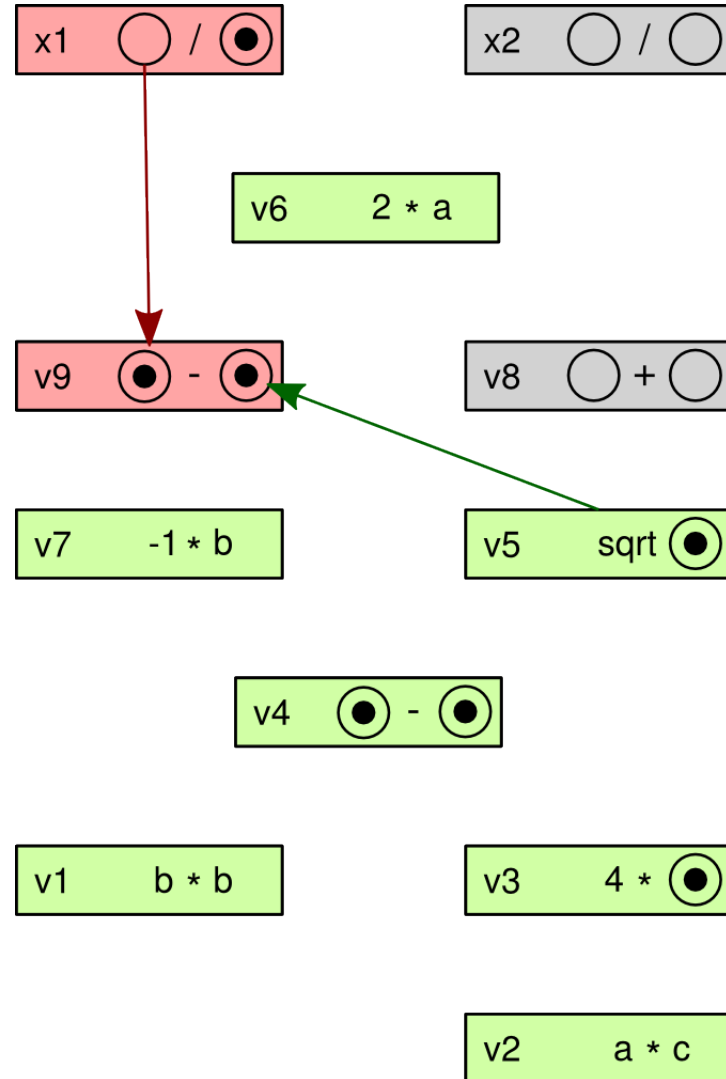 x1 /
x2 /
v6 2 * a
v9 -
v8 +
v7 -1 * b
v5 sqrt
v4 -
v1 b * b
v3 4 *
v2 a * c